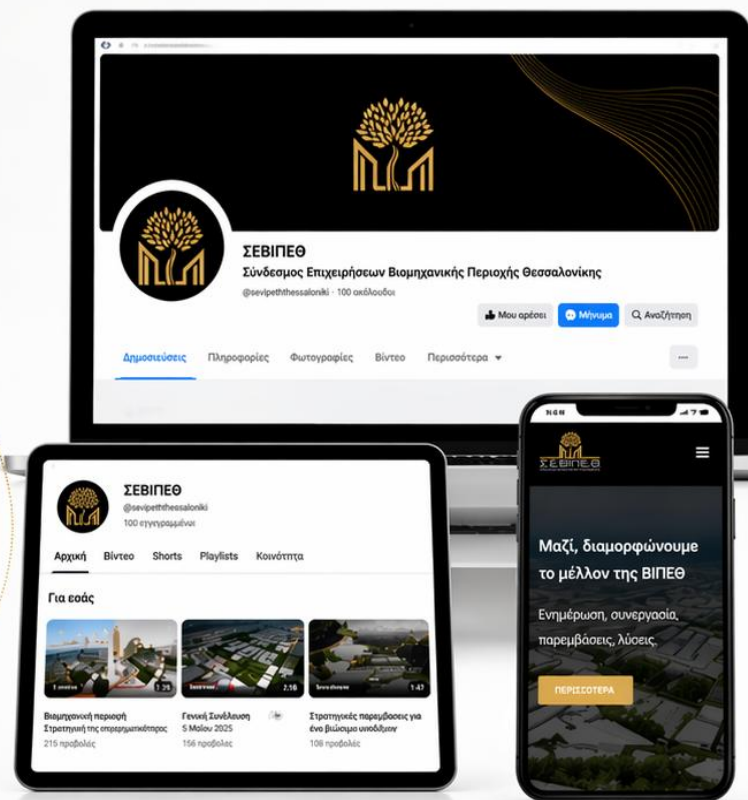 ΣΕΒΙΠΕΘ
Σύνδεσμος Επιχειρήσεων Βιομηχανικής Περιοχής Θεσσαλονίκης
@sevipeththessaloniki · 100 ακόλουθοι
Μου αρέσει
Μήνυμα
Αναζήτηση
Δημοσιεύσεις Πληροφορίες Φωτογραφίες Βίντεο Περισσότερα
ΣΕΒΙΠΕΘ
@sevipeththessaloniki
100 εγγεγραμμένοι
Αρχική Βίντεο Shorts Playlists Κοινότητα
Για εσάς
1:39
2:16
1:47
Βιομηχανική περιοχή
Στρατηγική της
215 προβολές
Γενική Συνέλευση
5 Μαΐου 2025
156 προβολές
Στρατηγικές παρεμβάσεις για
ένα βιώσιμο
108 προβολές
ΣΕΒΙΠΕΘ
Μαζί, διαμορφώνουμε
το μέλλον της ΒΙΠΕΘ
Ενημέρωση, συνεργασία,
παρεμβάσεις, λύσεις.
ΠΕΡΙΣΣΟΤΕΡΑ